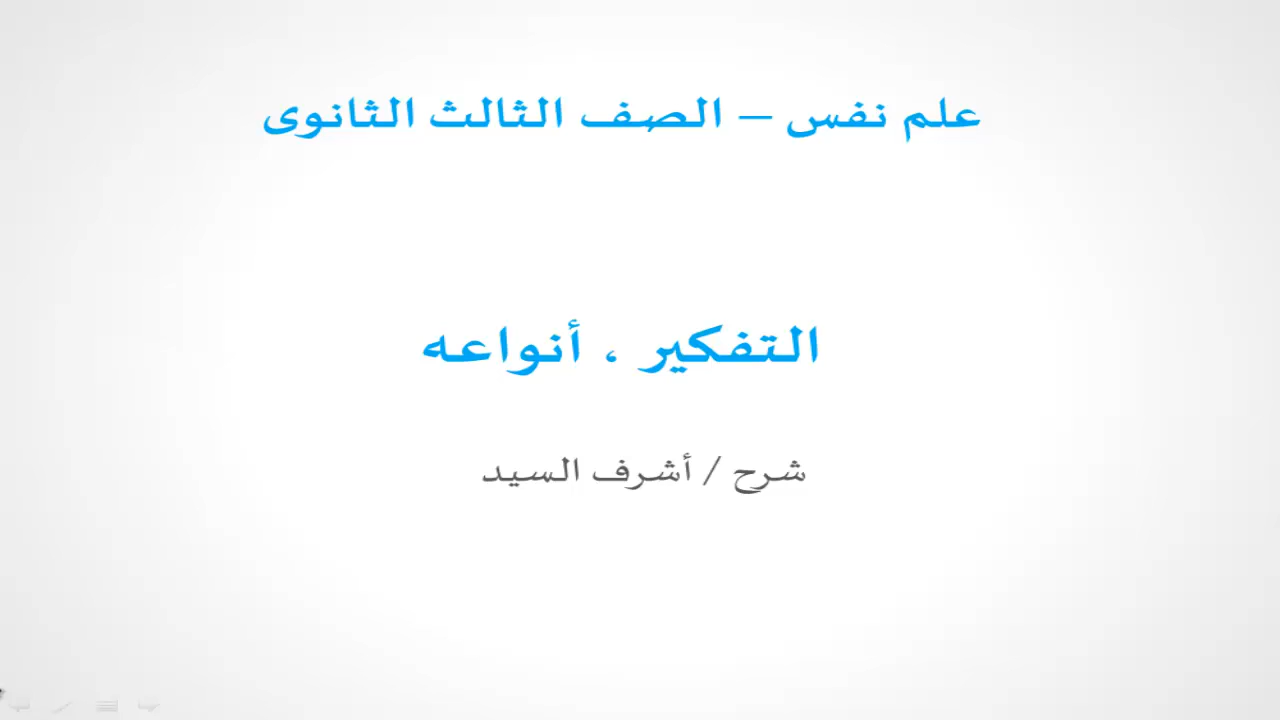 علم نفس – الصف الثالث الثانوى
التفكير ، أنواعه
شرح / أشرف السيد